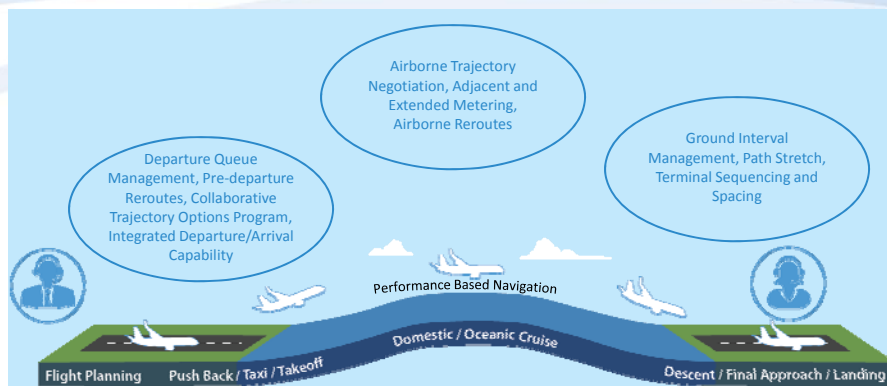 Airborne Trajectory
Negotiation, Adjacent and
Extended Metering,
Airborne Reroutes
Ground Interval
Management, Path Stretch,
Terminal Sequencing and
Spacing
Departure Queue
Management, Pre-departure
Reroutes, Collaborative
Trajectory Options Program,
Integrated Departure/Arrival
Capability
Performance Based Navigation
Domestic / Oceanic Cruise
Flight Planning
Push Back / Taxi / Takeoff
Descent / Final Approach / Landing